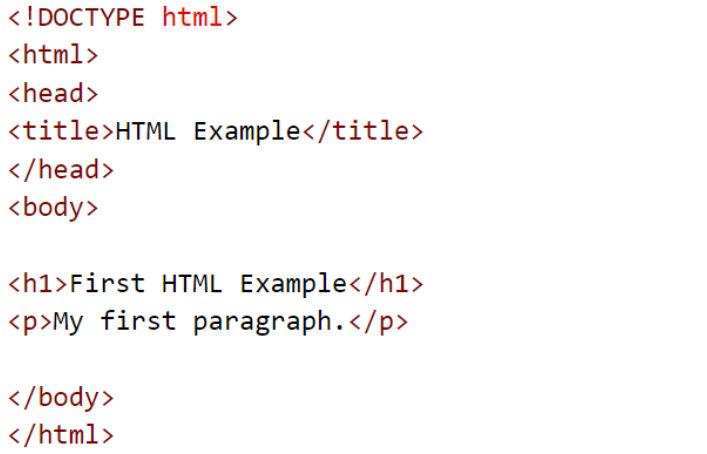 <!DOCTYPE html>
<html>
<head>
<title>HTML Example</title>
</head>
<body>
<h1>First HTML Example</h1>
<p>My first paragraph.</p>
</body>
</html>